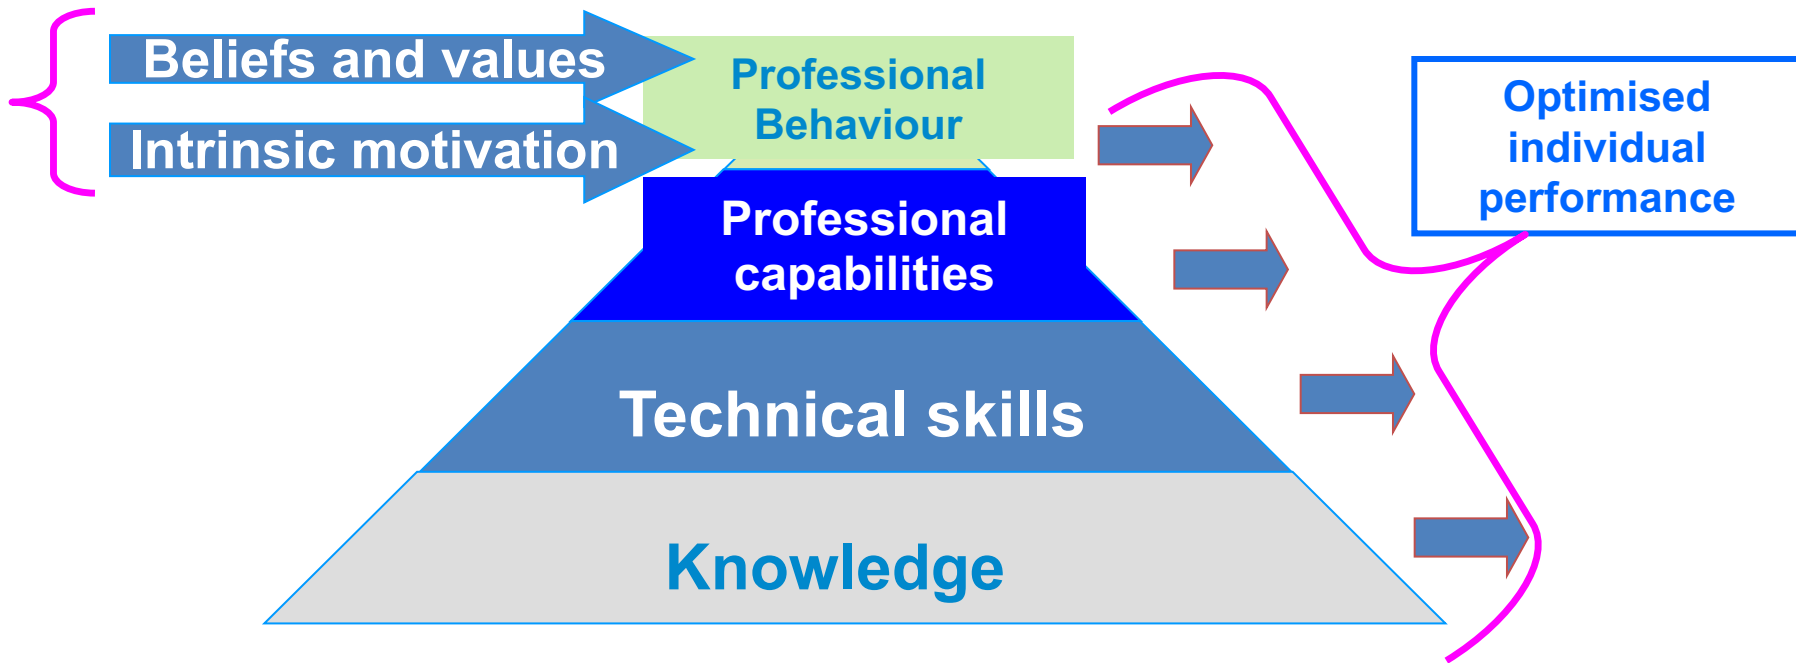 Beliefs and values
Intrinsic motivation
Professional
Behaviour
Optimised
individual
performance
Professional
capabilities
Technical skills
Knowledge